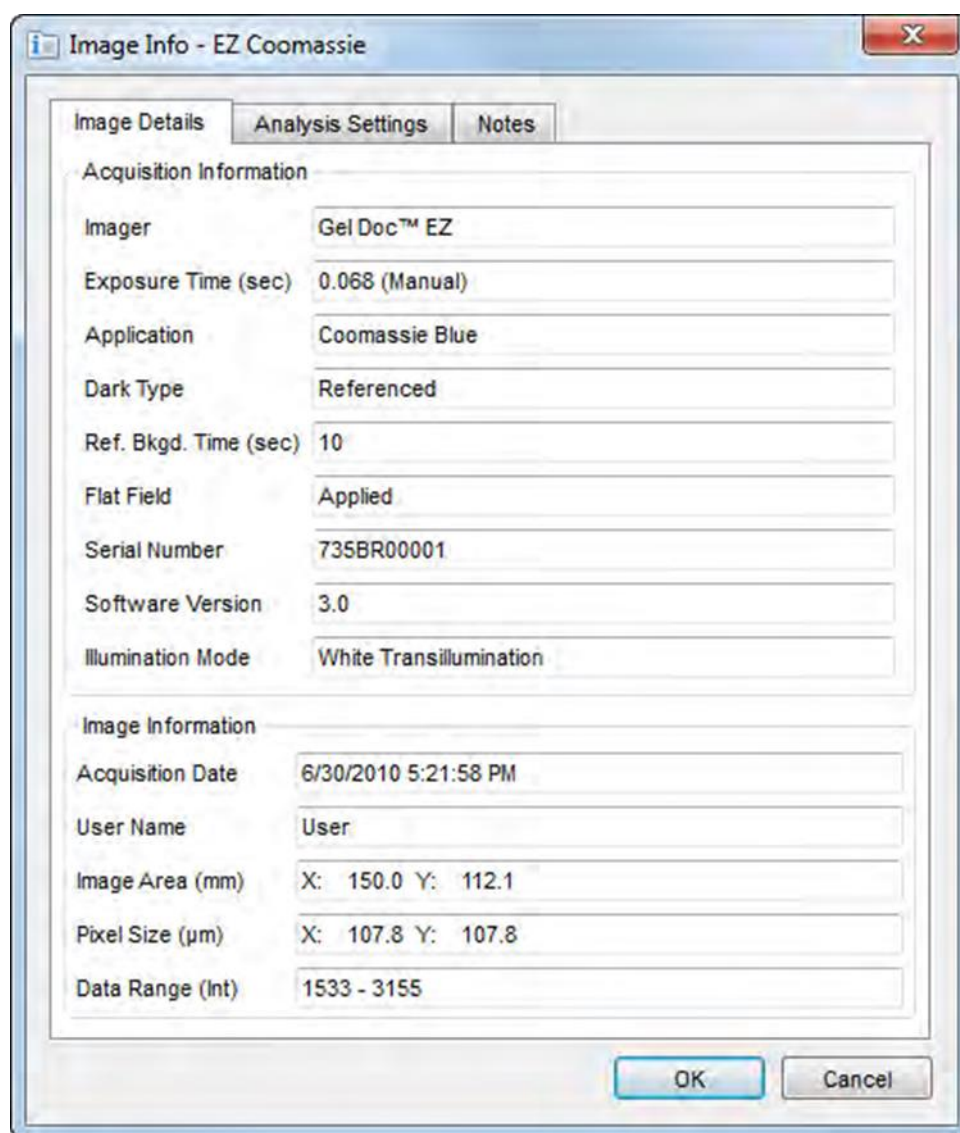 Image Info - EZ Coomassie
Image Details Analysis Settings Notes
Acquisition Information
Imager Gel Doc™ EZ
Exposure Time (sec) 0.068 (Manual)
Application Coomassie Blue
Dark Type Referenced
Ref. Bkgd. Time (sec) 10
Flat Field Applied
Serial Number 735BR00001
Software Version 3.0
Illumination Mode White Transillumination
Image Information
Acquisition Date 6/30/2010 5:21:58 PM
User Name User
Image Area (mm) X: 150.0 Y: 112.1
Pixel Size (µm) X: 107.8 Y: 107.8
Data Range (Int) 1533 - 3155
OK Cancel